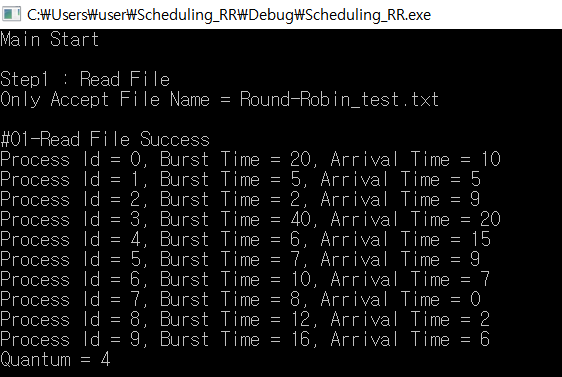 C:₩Users₩user₩Scheduling_RR₩Debug₩Scheduling_RR.exe
Main Start
Step1 : Read File
Only Accept File Name = Round-Robin_test.txt
#01-Read File Success
Process Id = 0, Burst Time = 20, Arrival Time = 10
Process Id = 1, Burst Time = 5, Arrival Time = 5
Process Id = 2, Burst Time = 2, Arrival Time = 9
Process Id = 3, Burst Time = 40, Arrival Time = 20
Process Id = 4, Burst Time = 6, Arrival Time = 15
Process Id = 5, Burst Time = 7, Arrival Time = 9
Process Id = 6, Burst Time = 10, Arrival Time = 7
Process Id = 7, Burst Time = 8, Arrival Time = 0
Process Id = 8, Burst Time = 12, Arrival Time = 2
Process Id = 9, Burst Time = 16, Arrival Time = 6
Quantum = 4